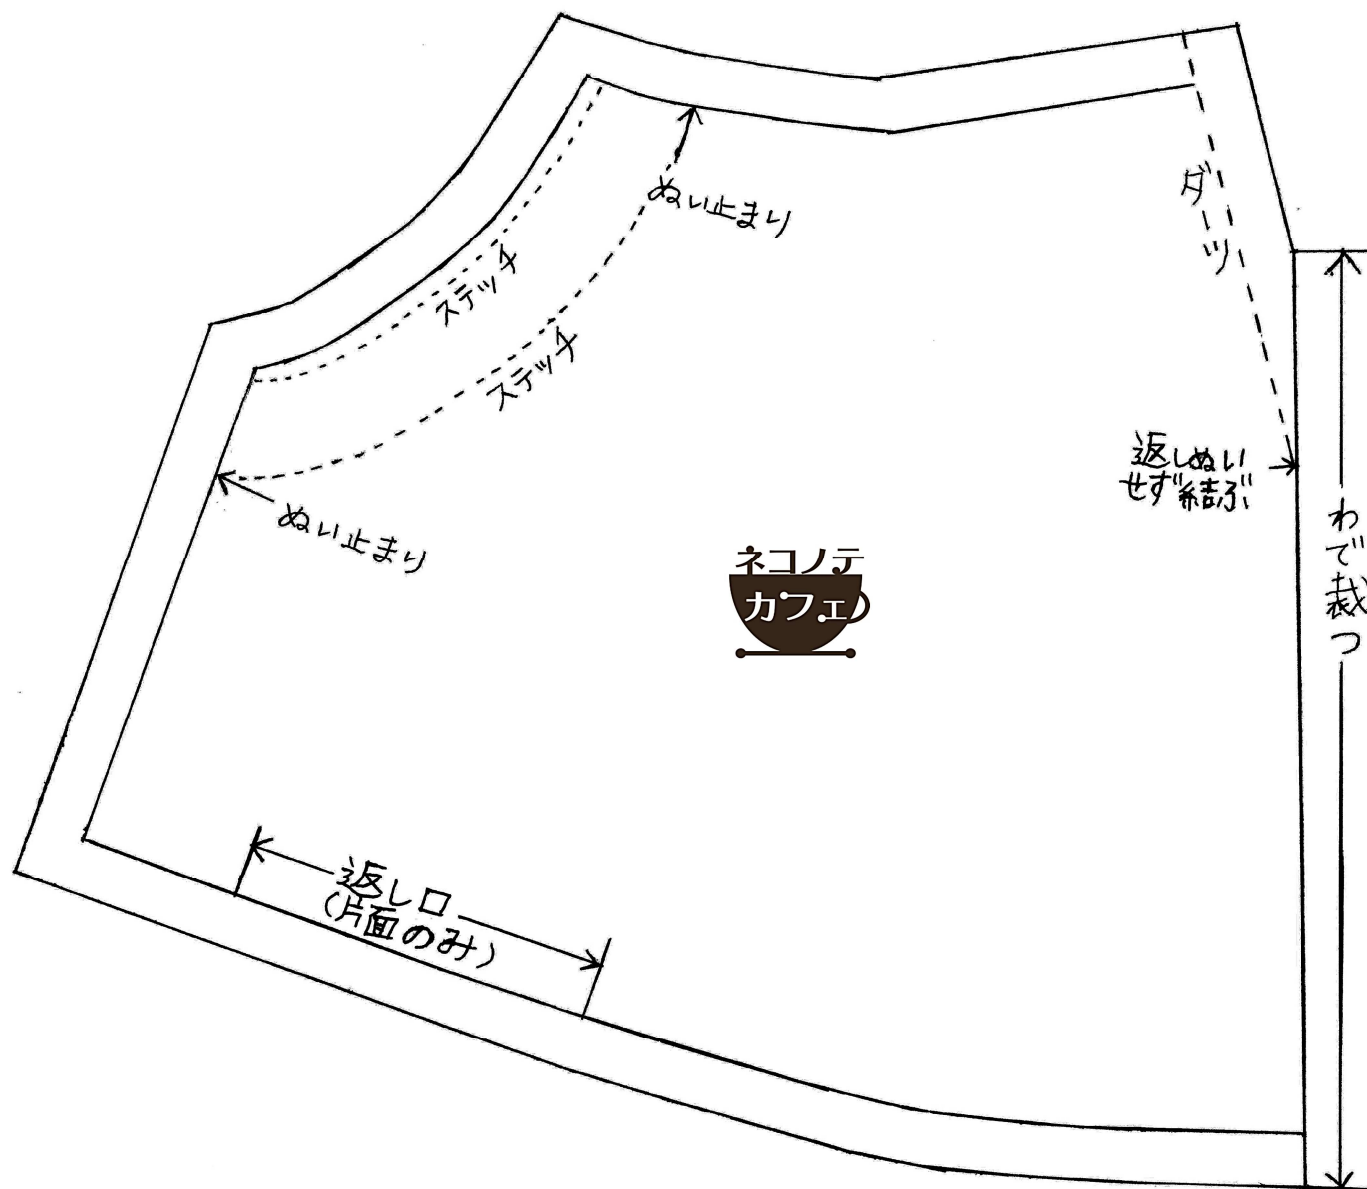 ぬい止まり
ダーツ
ステッチ
ステッチ
返しぬい
せず結ぶ
ぬい止まり
わで裁つ
ネコノテ
カフェ
返し口
(片面のみ)